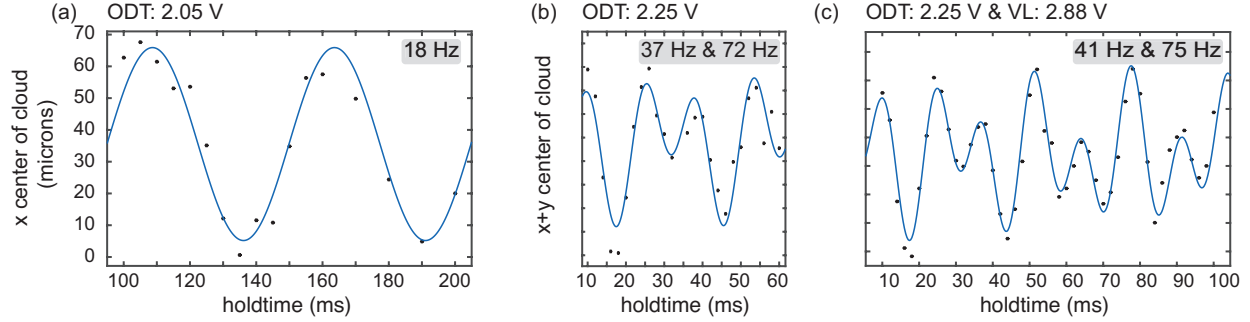 (a) ODT: 2.05 V
18 Hz
x center of cloud
(microns)
70
60
50
40
30
20
10
0
100 120 140 160 180 200
holdtime (ms)
(b) ODT: 2.25 V
37 Hz & 72 Hz
x+y center of cloud
10 20 30 40 50 60
holdtime (ms)
(c) ODT: 2.25 V & VL: 2.88 V
41 Hz & 75 Hz
10 20 30 40 50 60 70 80 90 100
holdtime (ms)